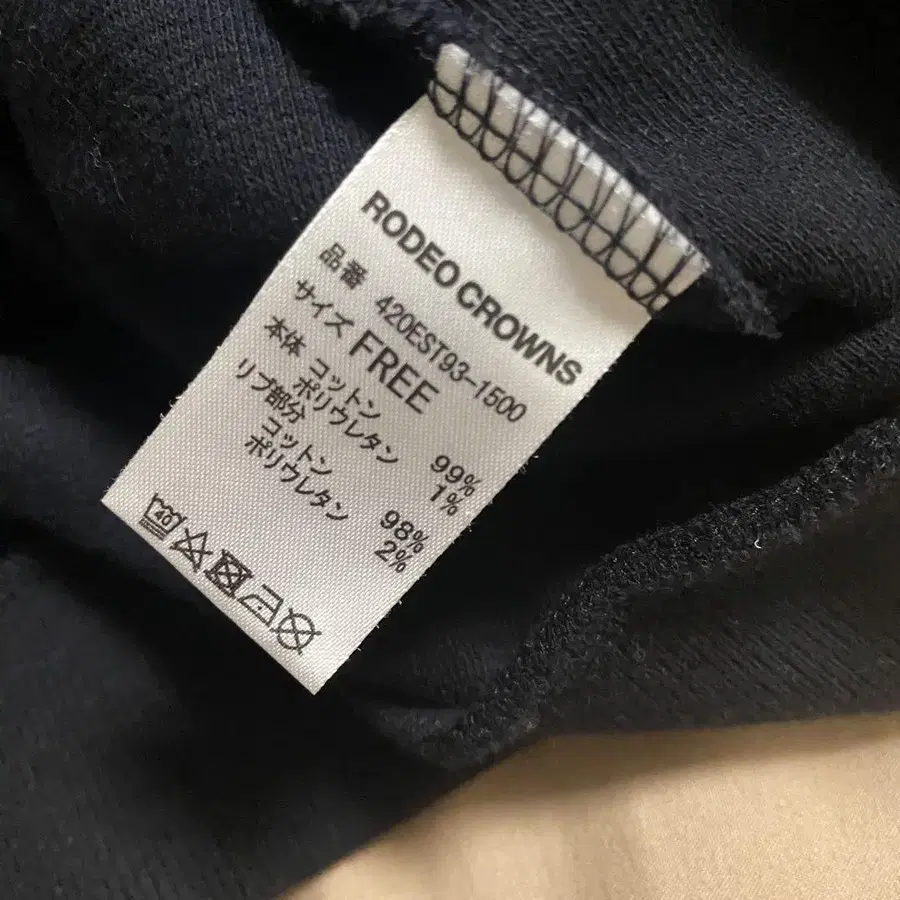 RODEO CROWNS
品番 420EST93-1500
サイズ FREE
本体 コットン 99%
ポリウレタン 1%
リブ部分
コットン 98%
ポリウレタン 2%
40